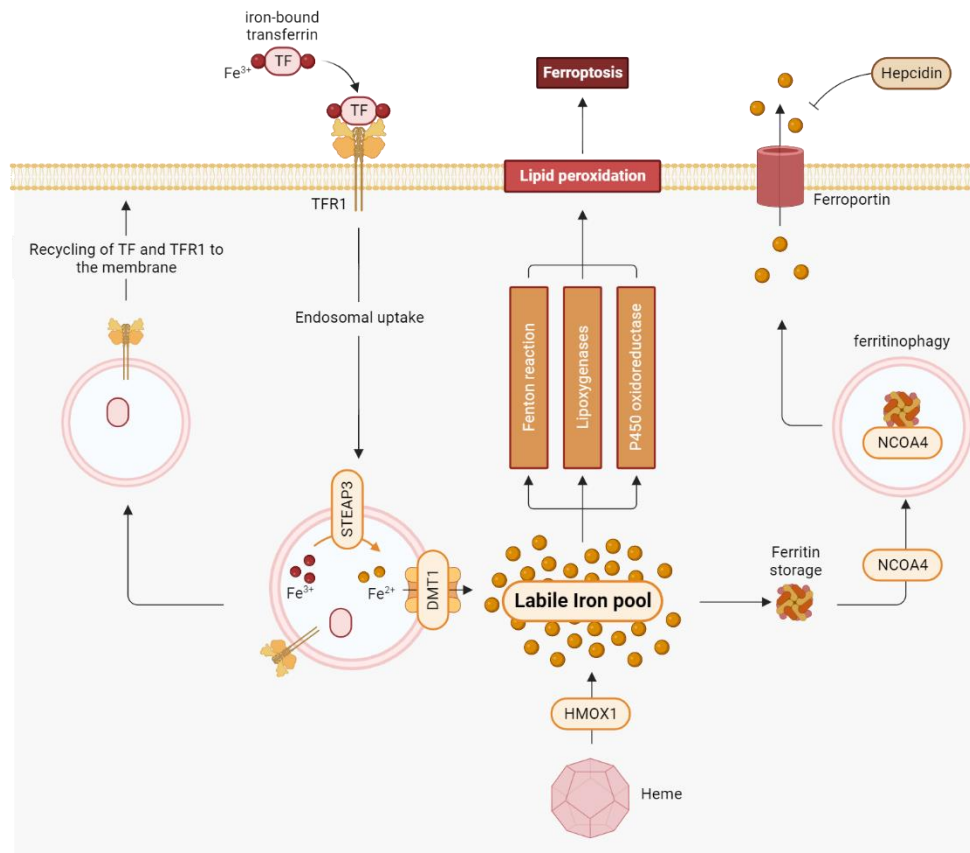 iron-bound
transferrin
Fe³⁺
TF
TF
TFR1
Ferroptosis
Lipid peroxidation
Hepcidin
Ferroportin
Recycling of TF and TFR1 to
the membrane
Endosomal uptake
Fenton reaction
Lipoxygenases
P450 oxidoreductase
ferritinophagy
NCOA4
STEAP3
Fe³⁺
Fe²⁺
DMT1
Labile Iron pool
Ferritin
storage
NCOA4
HMOX1
Heme